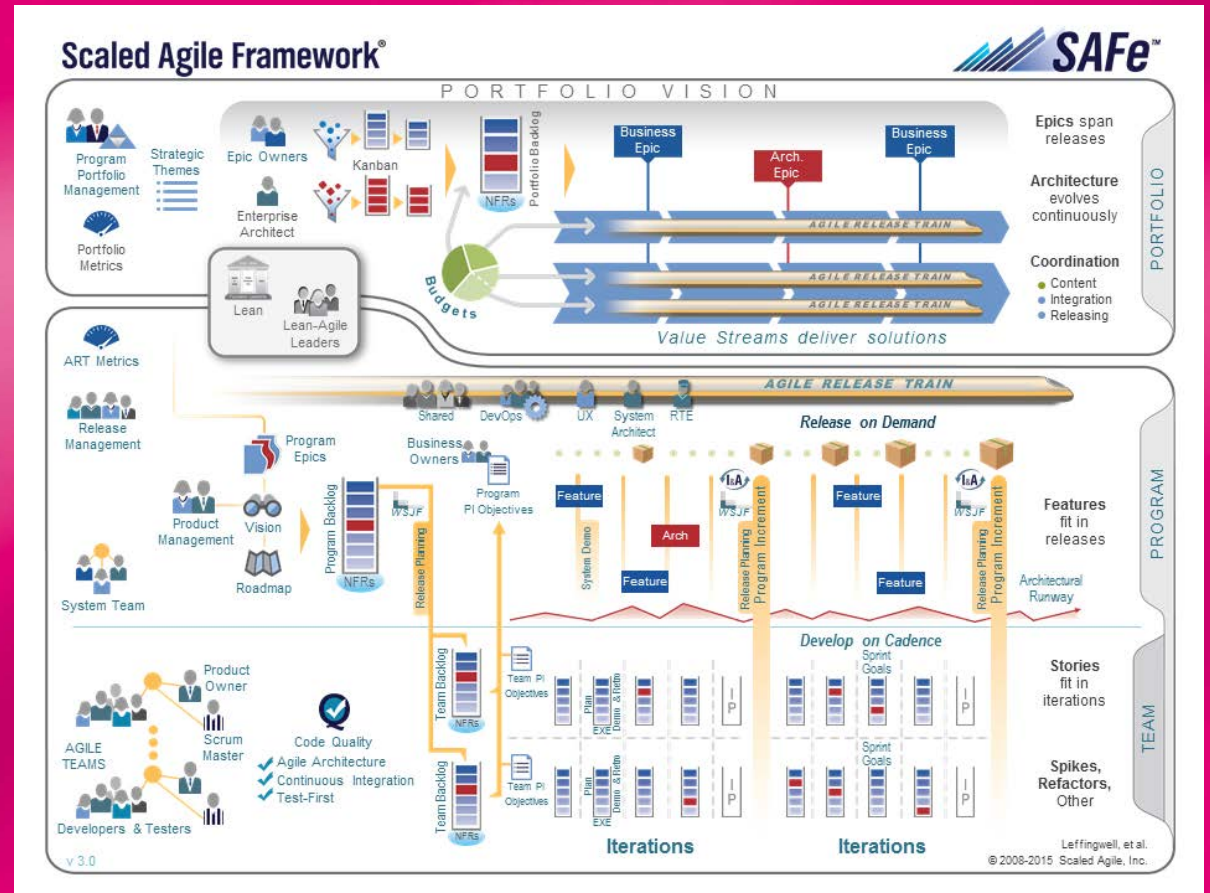 Scaled Agile Framework®
SAFe™
PORTFOLIO VISION
Program
Portfolio
Management
Strategic
Themes
Portfolio
Metrics
Epic Owners
Enterprise
Architect
Kanban
Portfolio Backlog
NFRs
Business
Epic
Arch.
Epic
Business
Epic
AGILE RELEASE TRAIN
AGILE RELEASE TRAIN
AGILE RELEASE TRAIN
Value Streams deliver solutions
Budgets
Epics span
releases
Architecture
evolves
continuously
Coordination
Content
Integration
Releasing
PORTFOLIO
Lean
Lean-Agile
Leaders
ART Metrics
Release
Management
Product
Management
System Team
Program
Epics
Vision
Roadmap
Program Backlog
NFRs
AGILE RELEASE TRAIN
Shared
DevOps
UX
System
Architect
RTE
Business
Owners
Program
PI Objectives
Release on Demand
WSJF
Release Planning
Feature
System Demo
Feature
Arch
I&A
WSJF
Release Planning
Program Increment
Feature
Feature
I&A
WSJF
Release Planning
Program Increment
Architectural
Runway
Features
fit in
releases
PROGRAM
Develop on Cadence
AGILE
TEAMS
Product
Owner
Scrum
Master
Developers & Testers
Code Quality
Agile Architecture
Continuous Integration
Test-First
Team Backlog
NFRs
Team PI
Objectives
Plan
EXE
Demo & Retro
I
P
Sprint
Goals
I
P
Team Backlog
NFRs
Team PI
Objectives
Plan
EXE
Demo & Retro
I
P
Sprint
Goals
I
P
Iterations
Iterations
Stories
fit in
iterations
Spikes,
Refactors,
Other
TEAM
v 3.0
Leffingwell, et al.
© 2008-2015 Scaled Agile, Inc.